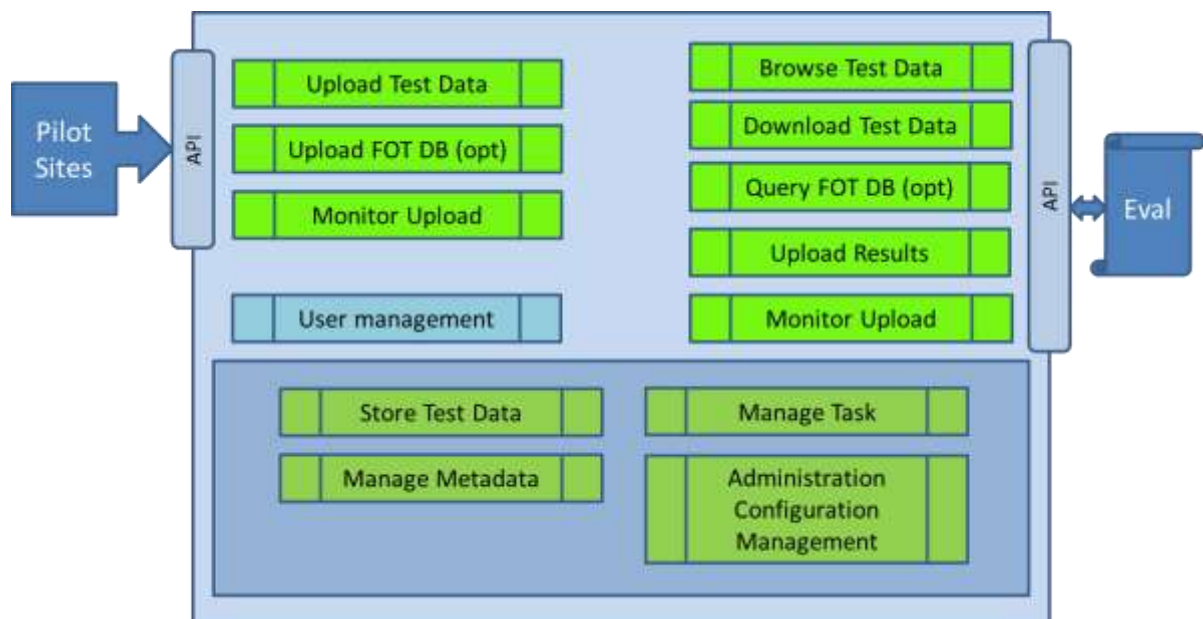 Pilot
Sites
API
Upload Test Data
Upload FOT DB (opt)
Monitor Upload
User management
Browse Test Data
Download Test Data
Query FOT DB (opt)
Upload Results
Monitor Upload
API
Eval
Store Test Data
Manage Metadata
Manage Task
Administration
Configuration
Management